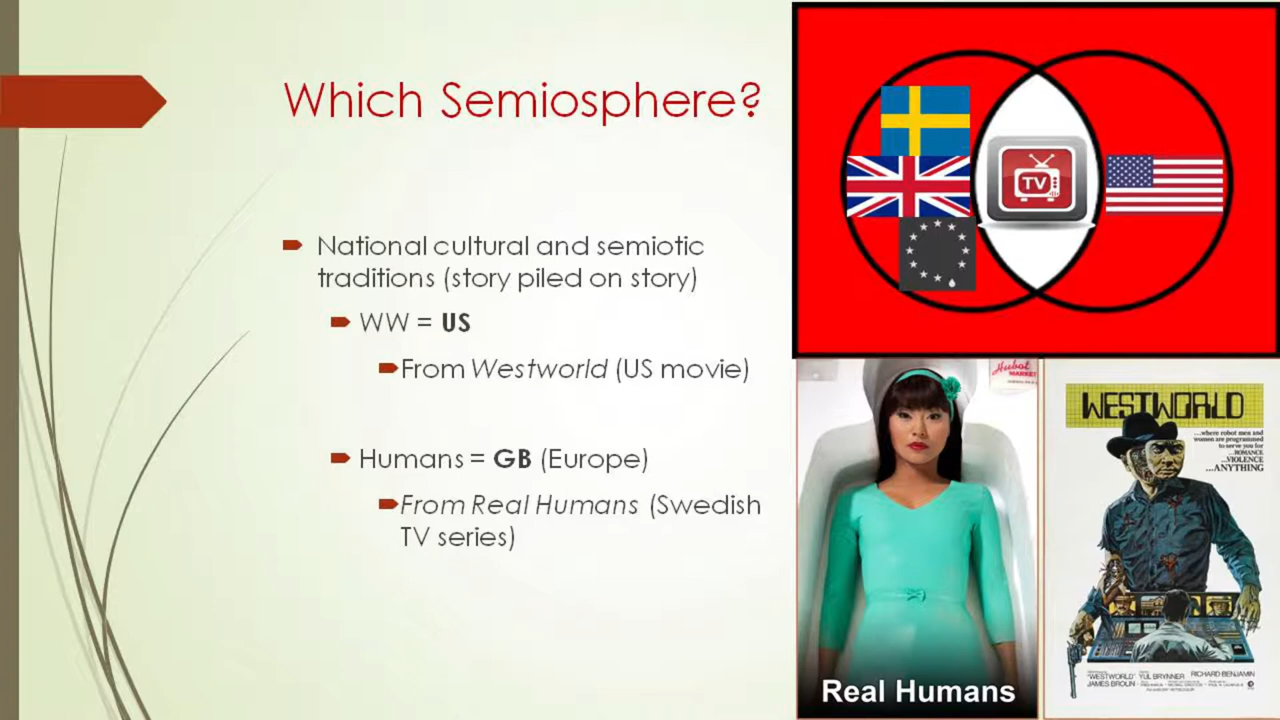 Which Semiosphere?
National cultural and semiotic
traditions (story piled on story)
WW = US
From Westworld (US movie)
Humans = GB (Europe)
From Real Humans (Swedish
TV series)
TV
Hubot
MARKET
Real Humans
WESTWORLD
...where robot men and
women are programmed
to serve you for
...ROMANCE
...VIOLENCE
...ANYTHING
"WESTWORLD" YUL BRYNNER RICHARD BENJAMIN
JAMES BROLIN